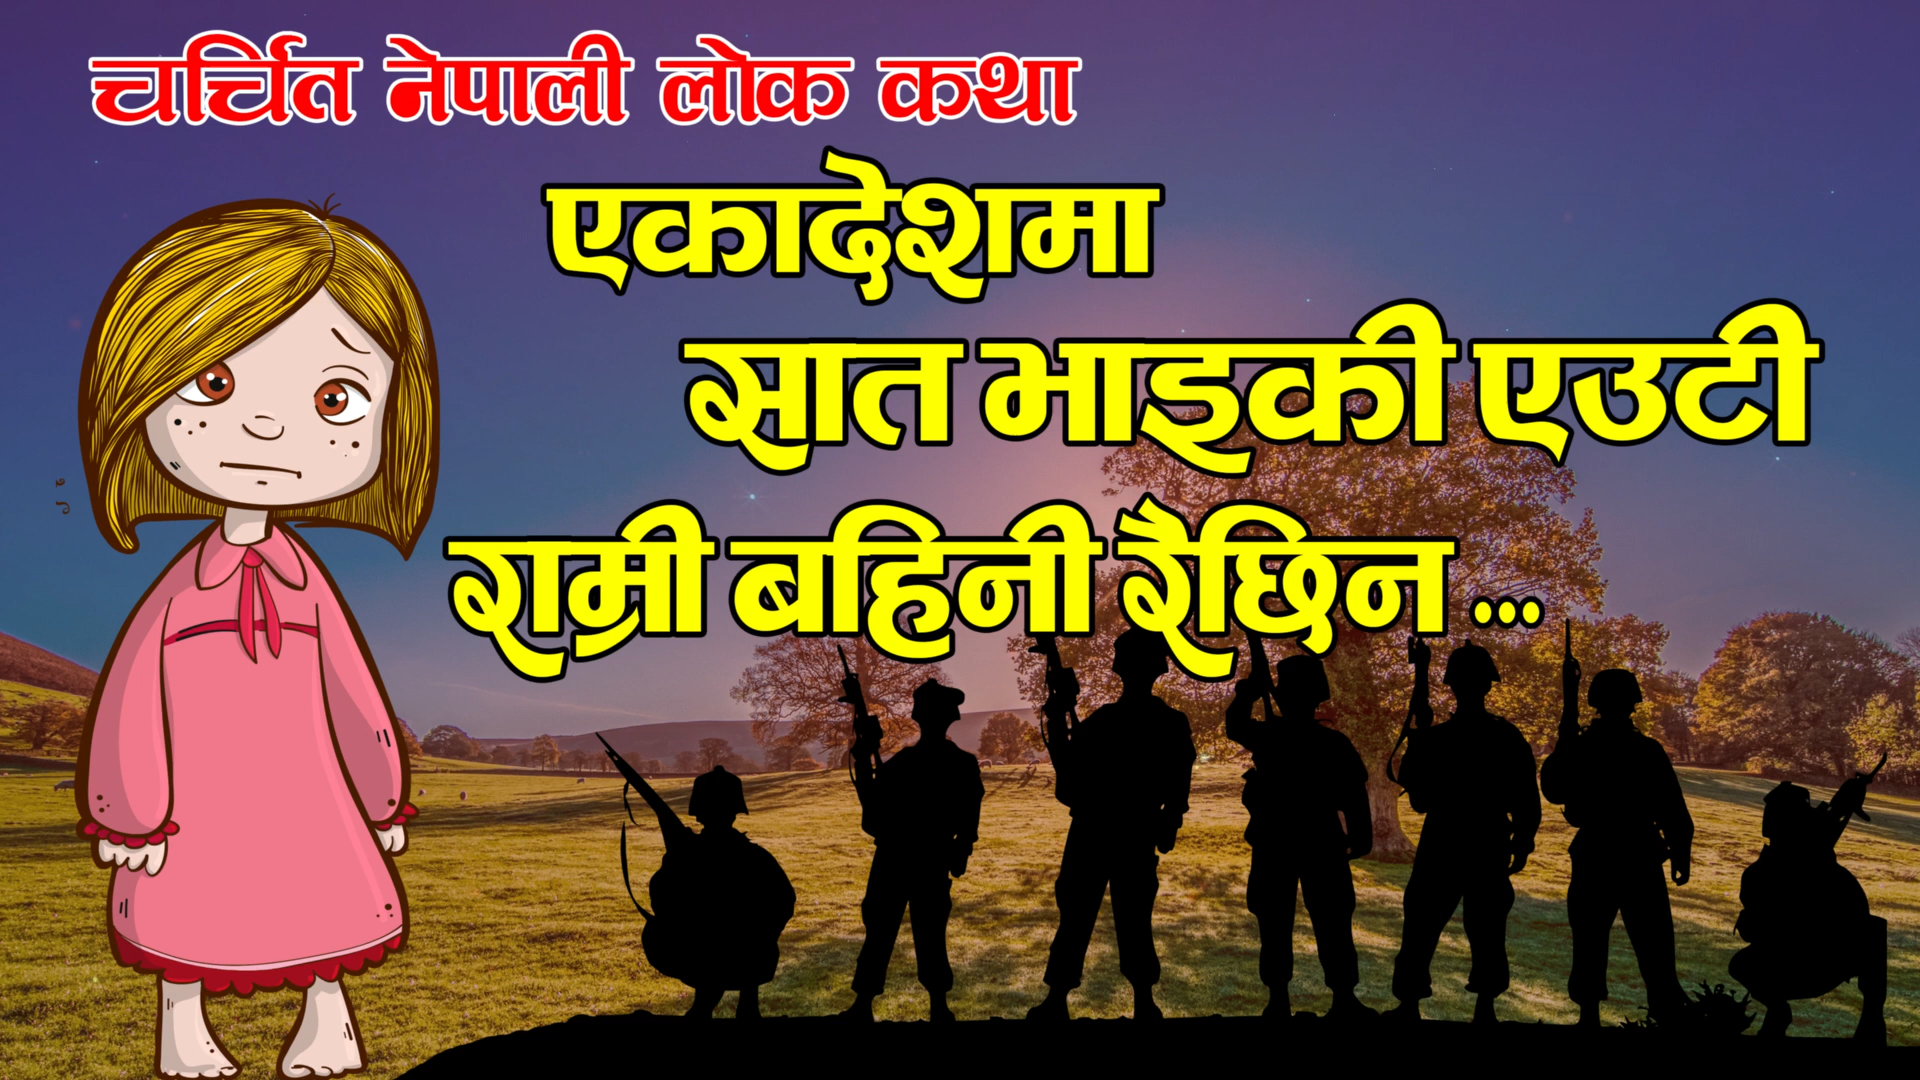 चर्चित नेपाली लोक कथा
एकादेशमा
सात भाइकी एउटी
राम्री बहिनी रैछिन ...